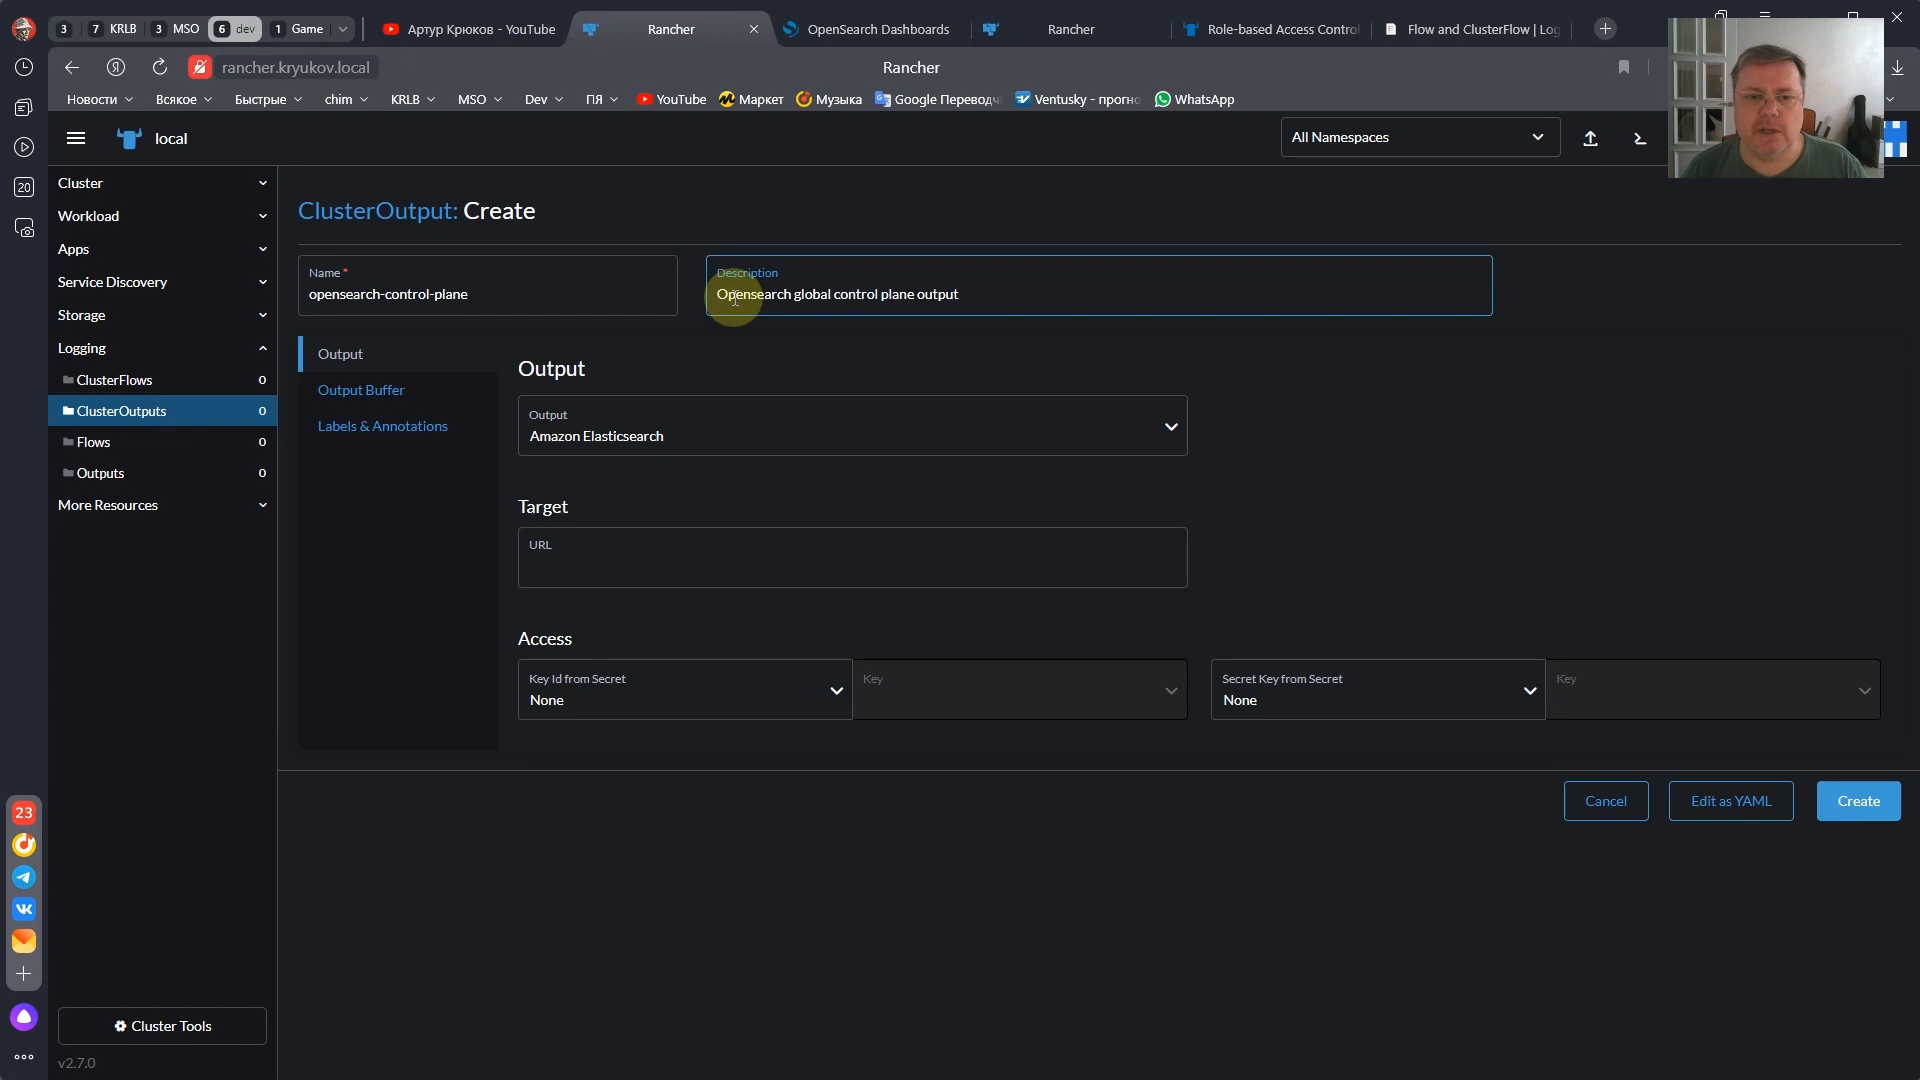 3
7 KRLB
3 MSO
6 dev
1 Game
Артур Крюков - YouTube
Rancher
OpenSearch Dashboards
Rancher
Role-based Access Control
Flow and ClusterFlow | Log
rancher.kryukov.local
Rancher
Новости
Всякое
Быстрые
chim
KRLB
MSO
Dev
ПЯ
YouTube
Маркет
Музыка
Google Переводч
Ventusky - прогно
WhatsApp
20
23
local
All Namespaces
Cluster
Workload
Apps
Service Discovery
Storage
Logging
ClusterFlows 0
ClusterOutputs 0
Flows 0
Outputs 0
More Resources
Cluster Tools
v2.7.0
ClusterOutput: Create
Name *
opensearch-control-plane
Description
Opensearch global control plane output
Output
Output Buffer
Labels & Annotations
Output
Output
Amazon Elasticsearch
Target
URL
Access
Key Id from Secret
None
Key
Secret Key from Secret
None
Key
Cancel
Edit as YAML
Create